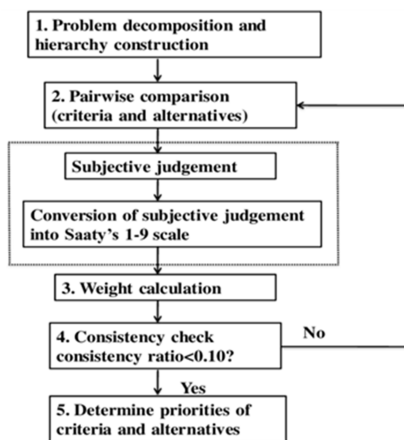 1. Problem decomposition and
hierarchy construction
2. Pairwise comparison
(criteria and alternatives)
Subjective judgement
Conversion of subjective judgement
into Saaty's 1-9 scale
3. Weight calculation
4. Consistency check
consistency ratio<0.10?
No
Yes
5. Determine priorities of
criteria and alternatives